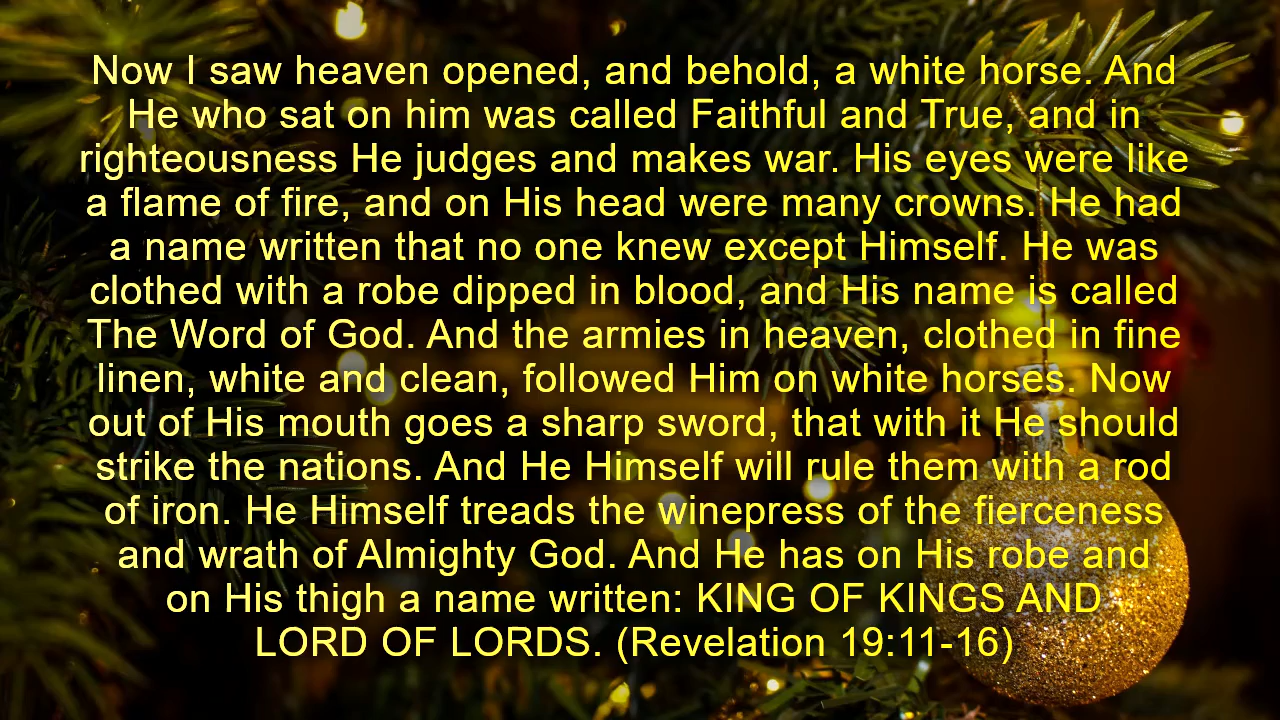 Now I saw heaven opened, and behold, a white horse. And
He who sat on him was called Faithful and True, and in
righteousness He judges and makes war. His eyes were like
a flame of fire, and on His head were many crowns. He had
a name written that no one knew except Himself. He was
clothed with a robe dipped in blood, and His name is called
The Word of God. And the armies in heaven, clothed in fine
linen, white and clean, followed Him on white horses. Now
out of His mouth goes a sharp sword, that with it He should
strike the nations. And He Himself will rule them with a rod
of iron. He Himself treads the winepress of the fierceness
and wrath of Almighty God. And He has on His robe and
on His thigh a name written: KING OF KINGS AND
LORD OF LORDS. (Revelation 19:11-16)